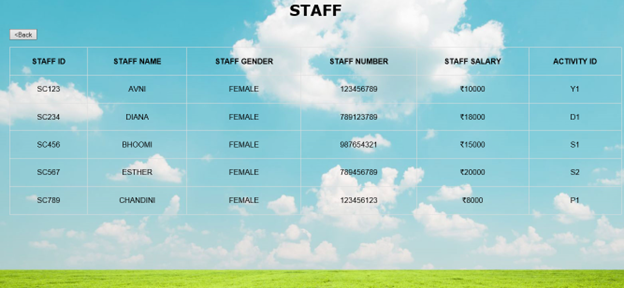 STAFF
<Back
STAFF ID STAFF NAME STAFF GENDER STAFF NUMBER STAFF SALARY ACTIVITY ID
SC123 AVNI FEMALE 123456789 ₹10000 Y1
SC234 DIANA FEMALE 789123789 ₹18000 D1
SC456 BHOOMI FEMALE 987654321 ₹15000 S1
SC567 ESTHER FEMALE 789456789 ₹20000 S2
SC789 CHANDINI FEMALE 123456123 ₹8000 P1